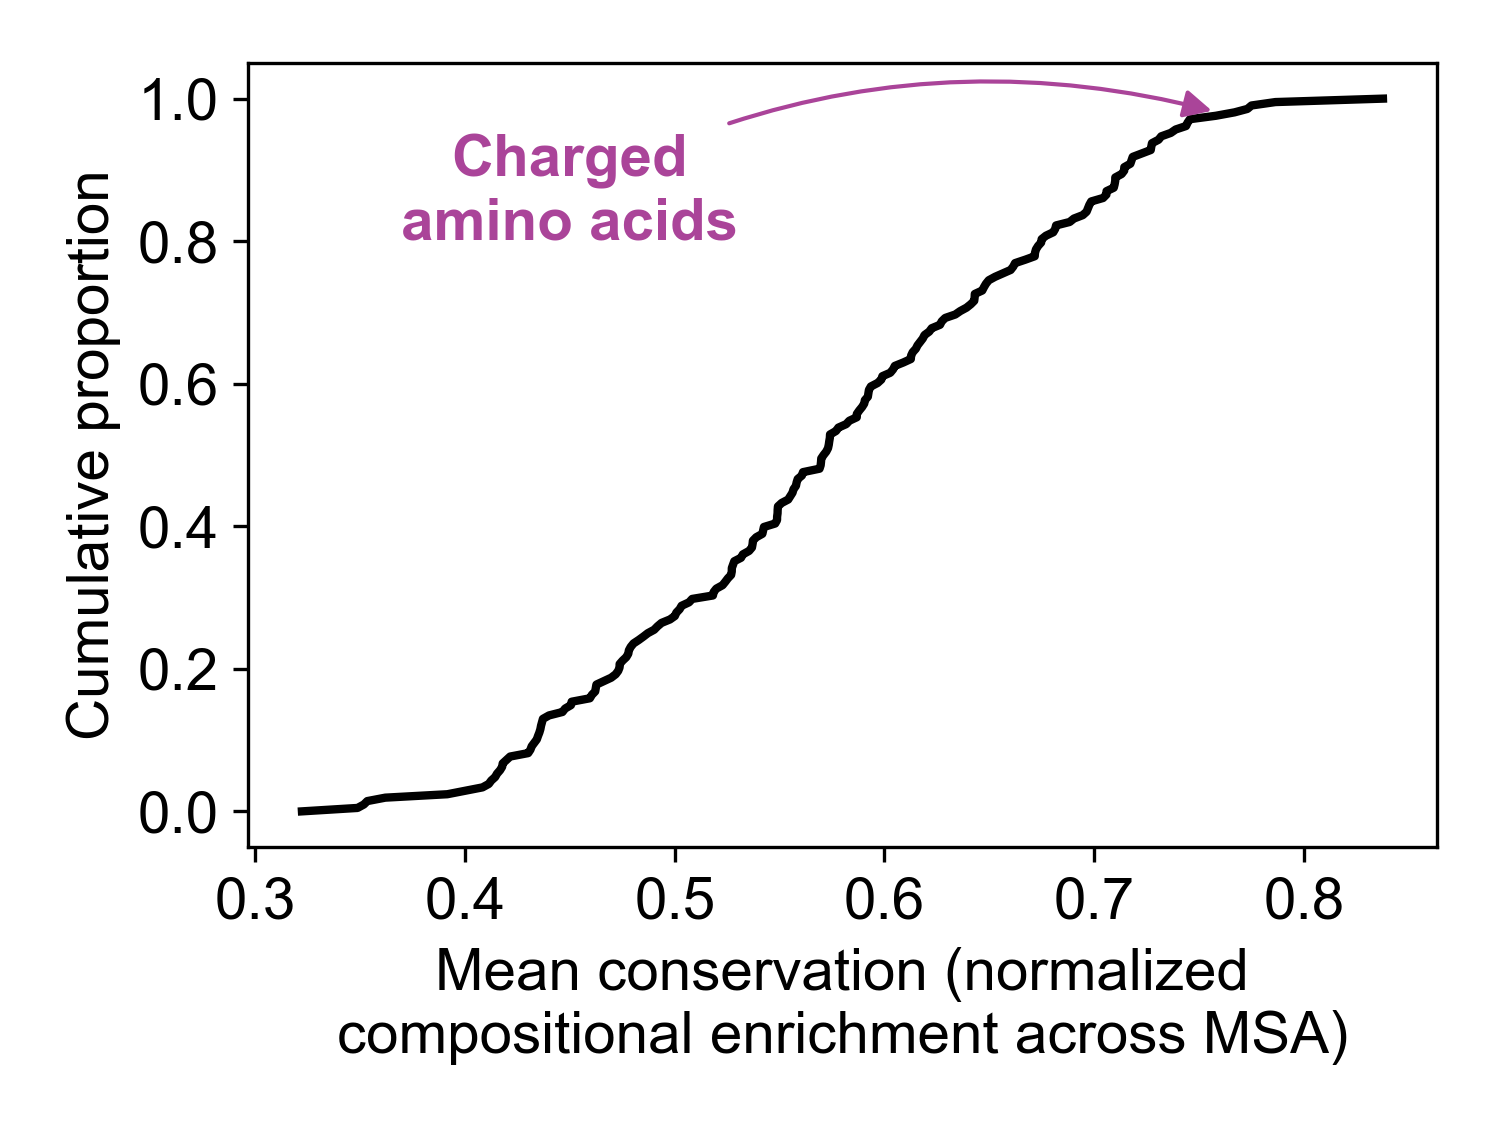 Charged
amino acids
Cumulative proportion
1.0
0.8
0.6
0.4
0.2
0.0
0.3 0.4 0.5 0.6 0.7 0.8
Mean conservation (normalized
compositional enrichment across MSA)